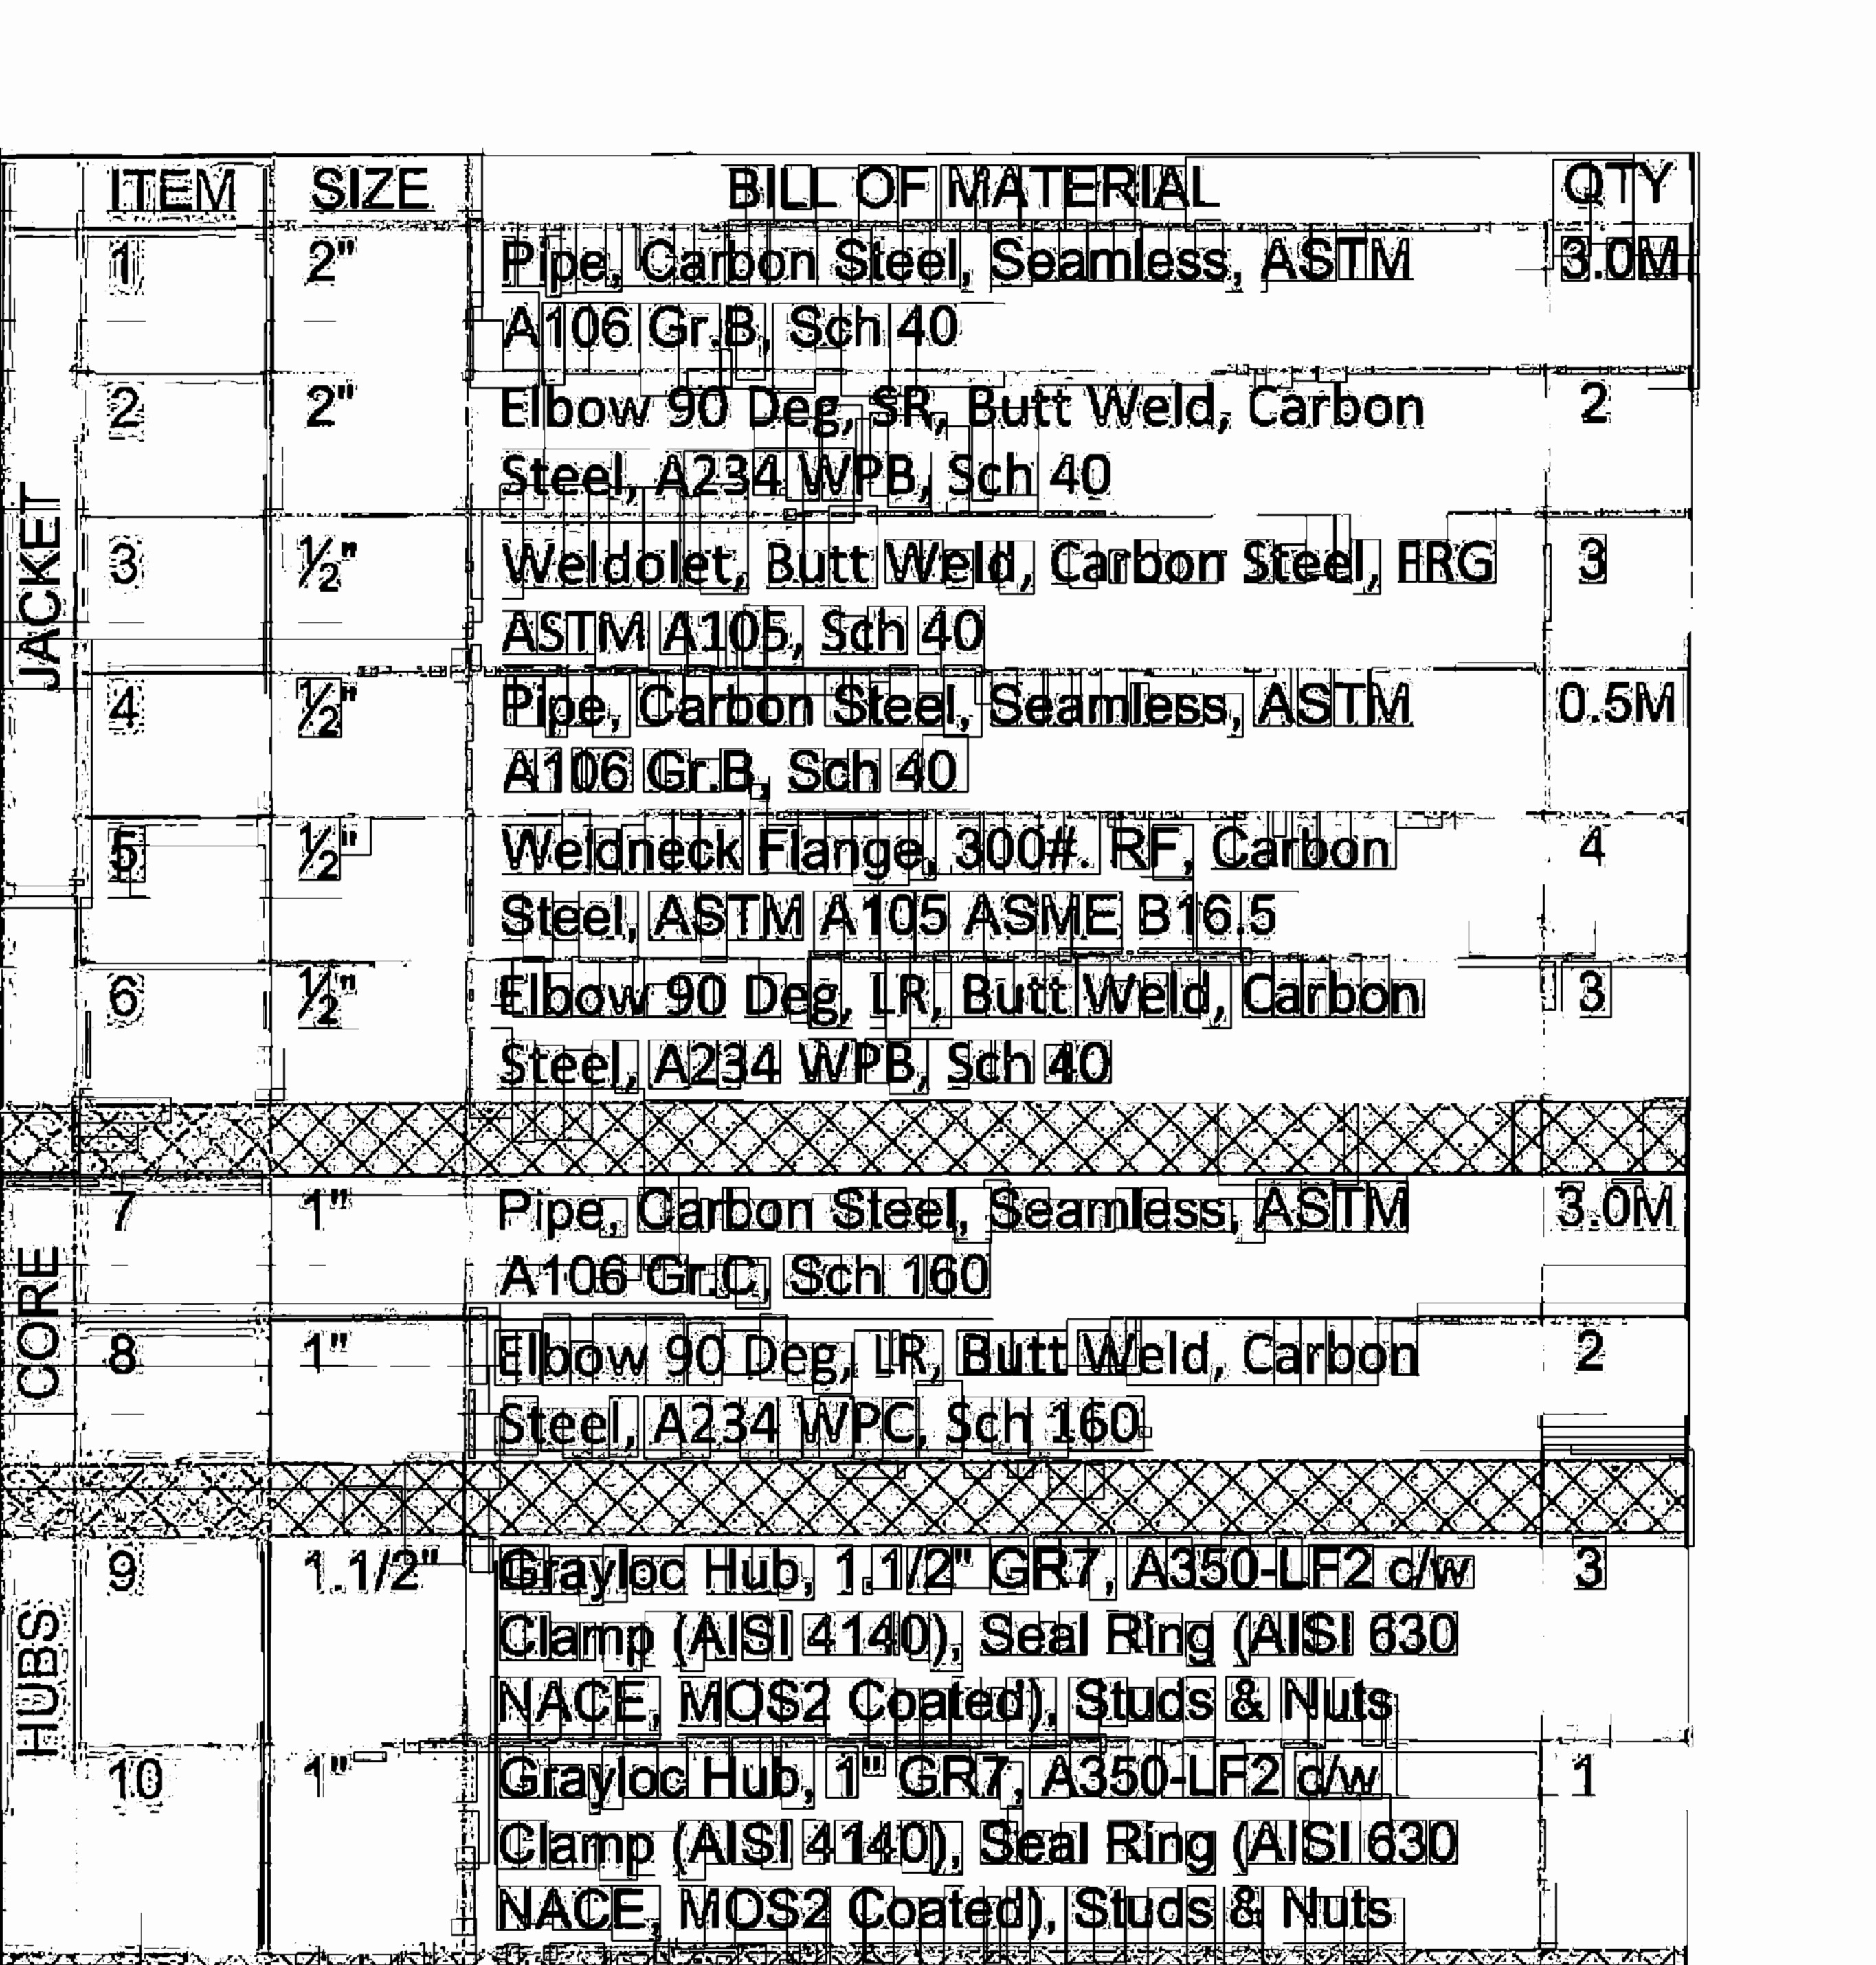 ITEM SIZE BILL OF MATERIAL QTY
JACKET
1 2" Pipe, Carbon Steel, Seamless, ASTM 3.0M
A106 Gr.B, Sch 40
2 2" Elbow 90 Deg, SR, Butt Weld, Carbon 2
Steel, A234 WPB, Sch 40
3 ½" Weldolet, Butt Weld, Carbon Steel, FRG 3
ASTM A105, Sch 40
4 ½" Pipe, Carbon Steel, Seamless, ASTM 0.5M
A106 Gr.B, Sch 40
5 ½" Weldneck Flange, 300#. RF, Carbon 4
Steel, ASTM A105 ASME B16.5
6 ½" Elbow 90 Deg, LR, Butt Weld, Carbon 3
Steel, A234 WPB, Sch 40
CORE
7 1" Pipe, Carbon Steel, Seamless, ASTM 3.0M
A106 Gr.C, Sch 160
8 1" Elbow 90 Deg, LR, Butt Weld, Carbon 2
Steel, A234 WPC, Sch 160
HUBS
9 1.1/2" Grayloc Hub, 1.1/2" GR7, A350-LF2 c/w 3
Clamp (AISI 4140), Seal Ring (AISI 630
NACE, MOS2 Coated), Studs & Nuts
10 1" Grayloc Hub, 1" GR7, A350-LF2 c/w 1
Clamp (AISI 4140), Seal Ring (AISI 630
NACE, MOS2 Coated), Studs & Nuts